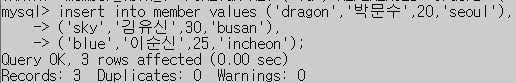 mysql> insert into member values ('dragon','박문수',20,'seoul'),
-> ('sky','김유신',30,'busan'),
-> ('blue','이순신',25,'incheon');
Query OK, 3 rows affected (0.00 sec)
Records: 3  Duplicates: 0  Warnings: 0